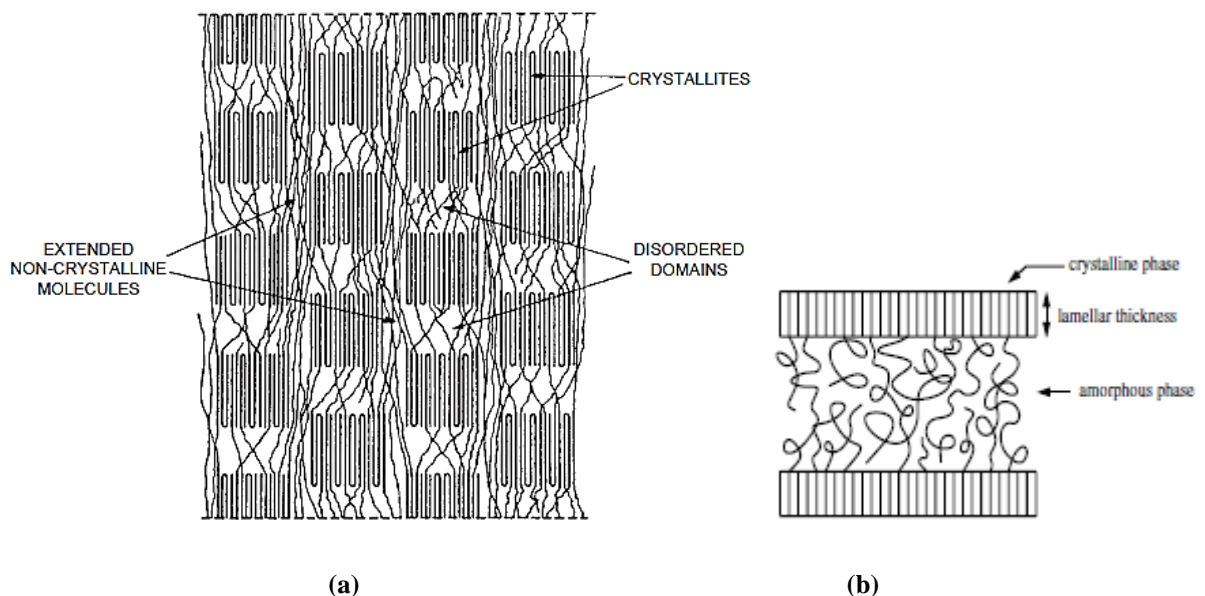 CRYSTALLITES
EXTENDED
NON-CRYSTALLINE
MOLECULES
DISORDERED
DOMAINS
crystalline phase
lamellar thickness
amorphous phase
(a)
(b)